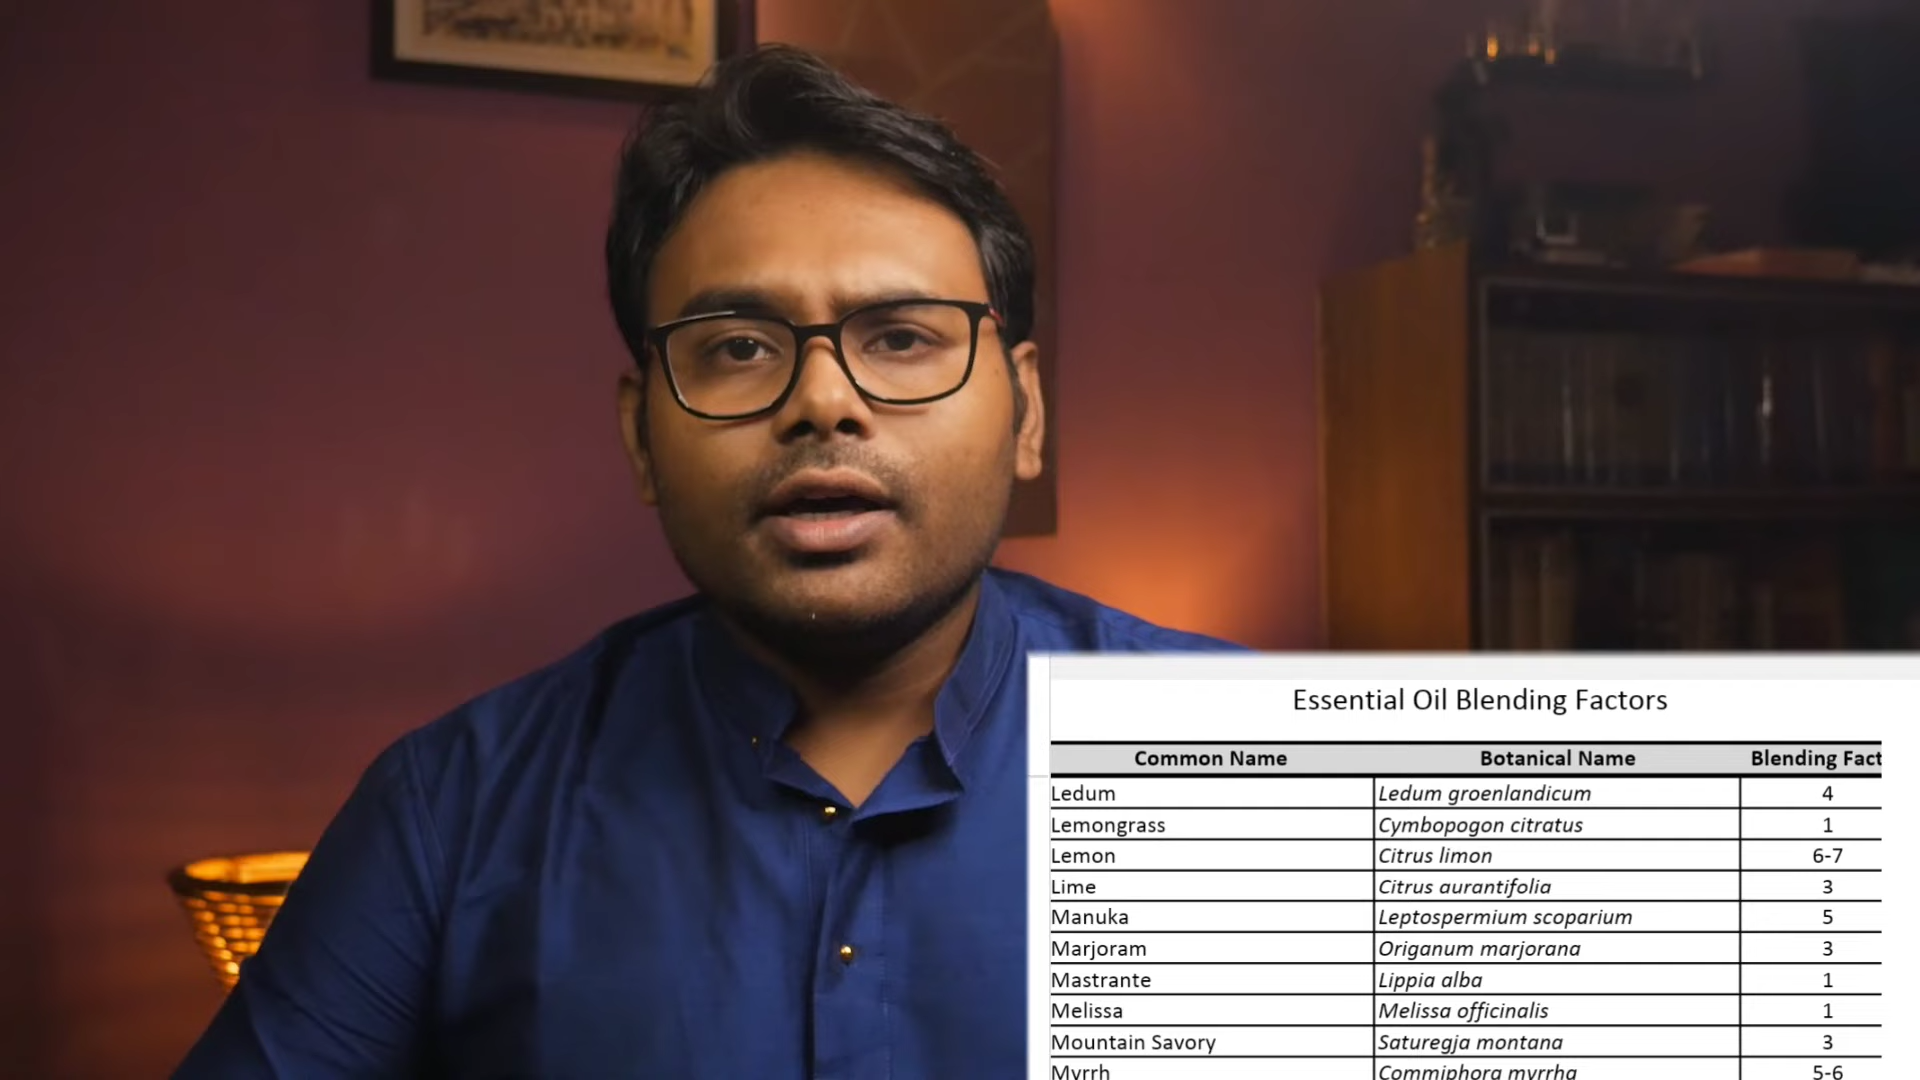 Essential Oil Blending Factors
Common Name Botanical Name Blending Fact
Ledum Ledum groenlandicum 4
Lemongrass Cymbopogon citratus 1
Lemon Citrus limon 6-7
Lime Citrus aurantifolia 3
Manuka Leptospermium scoparium 5
Marjoram Origanum marjorana 3
Mastrante Lippia alba 1
Melissa Melissa officinalis 1
Mountain Savory Saturegja montana 3
Myrrh Commiphora myrrha 5-6